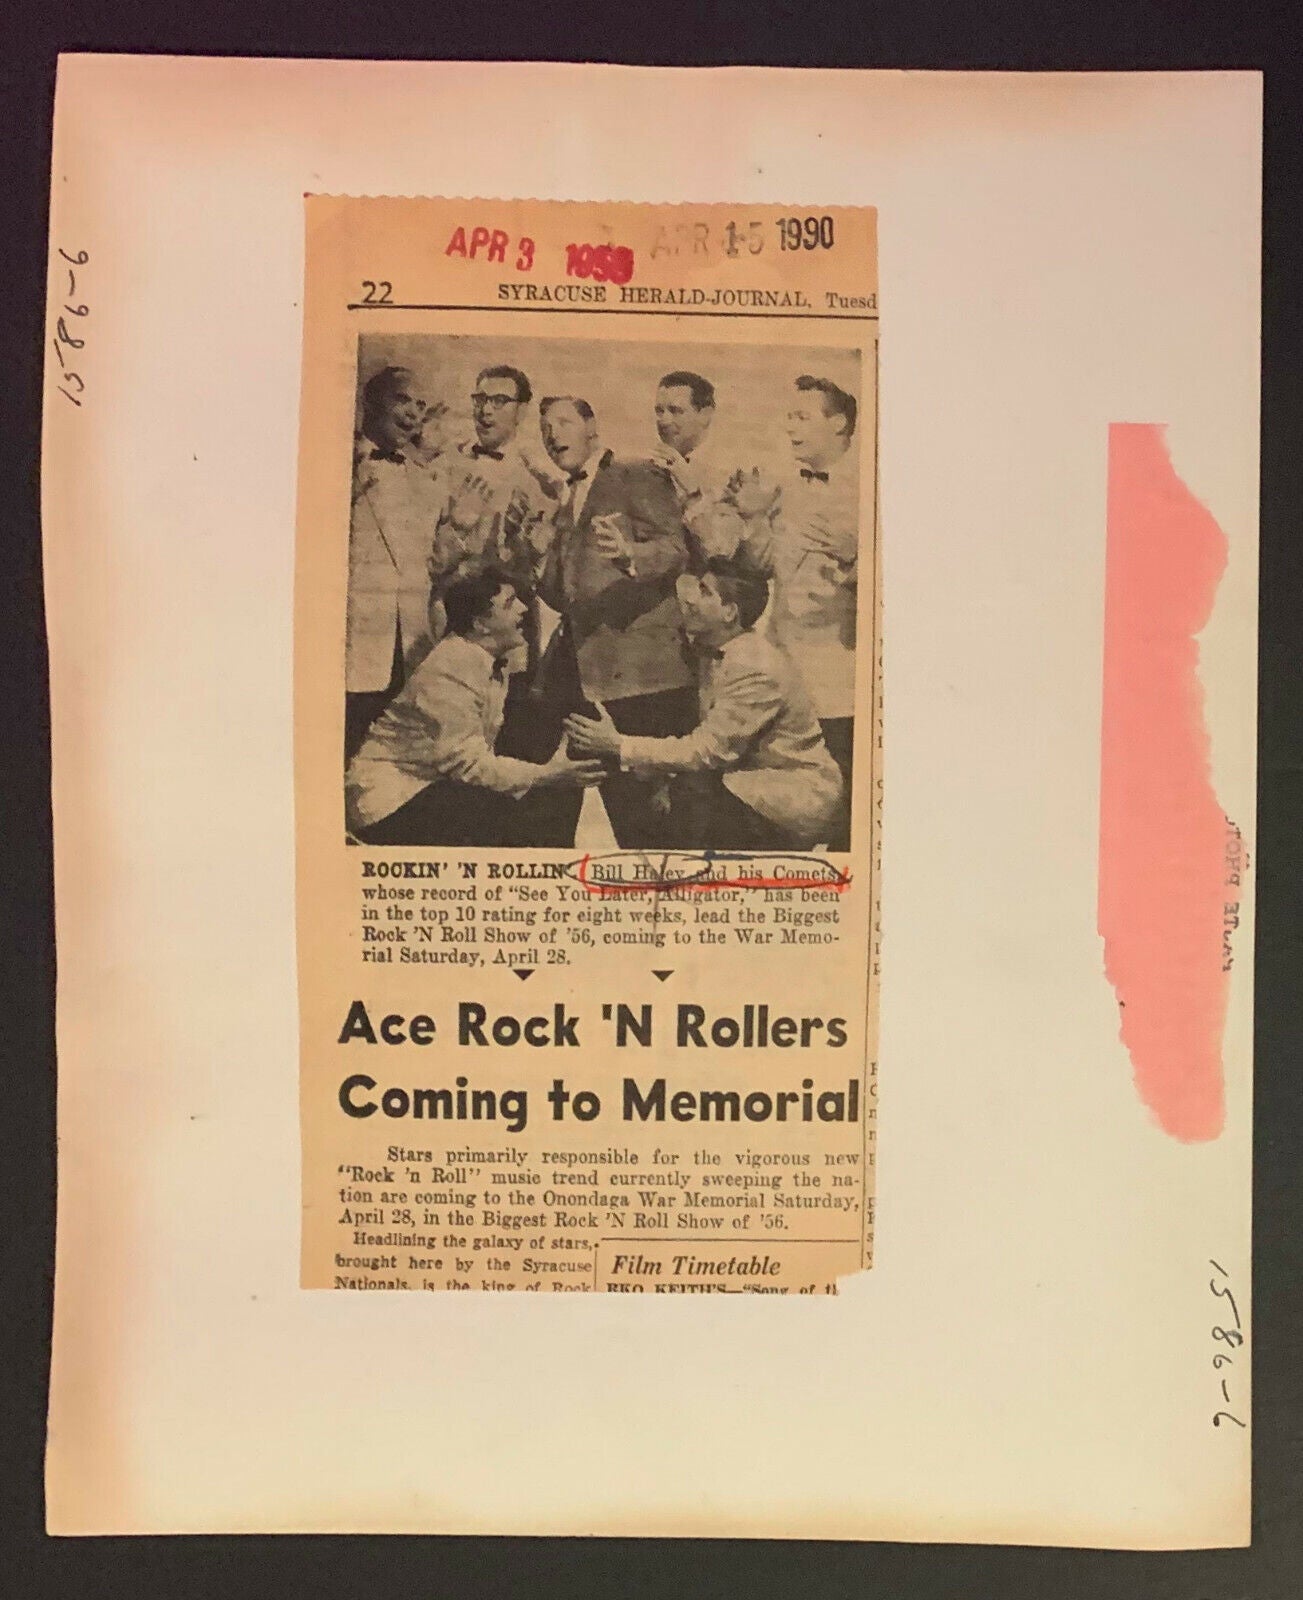 1586-6
APR 3
APR 15 1990
22 SYRACUSE HERALD-JOURNAL, Tuesd
ROCKIN' 'N ROLLIN Bill Haley and his Comets,
whose record of "See You Later, Alligator," has been
in the top 10 rating for eight weeks, lead the Biggest
Rock 'N Roll Show of '56, coming to the War Memo-
rial Saturday, April 28.
Ace Rock 'N Rollers
Coming to Memorial
Stars primarily responsible for the vigorous new
"Rock 'n Roll" music trend currently sweeping the na-
tion are coming to the Onondaga War Memorial Saturday,
April 28, in the Biggest Rock 'N Roll Show of '56.
Headlining the galaxy of stars,
brought here by the Syracuse
Nationals, is the king of Rock
Film Timetable
RKO KEITH'S—"Song of
1586-6